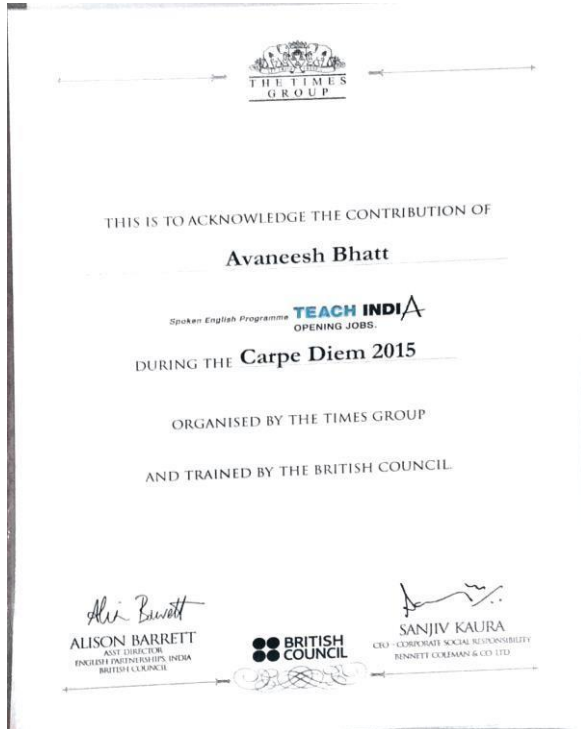 THE TIMES
GROUP
THIS IS TO ACKNOWLEDGE THE CONTRIBUTION OF
Avaneesh Bhatt
Spoken English Programme TEACH INDIA
OPENING JOBS.
DURING THE Carpe Diem 2015
ORGANISED BY THE TIMES GROUP
AND TRAINED BY THE BRITISH COUNCIL.
Alison Barrett
ALISON BARRETT
ASST DIRECTOR
ENGLISH PARTNERSHIPS, INDIA
BRITISH COUNCIL
BRITISH
COUNCIL
SANJIV KAURA
CEO - CORPORATE SOCIAL RESPONSIBILITY
BENNETT COLEMAN & CO LTD